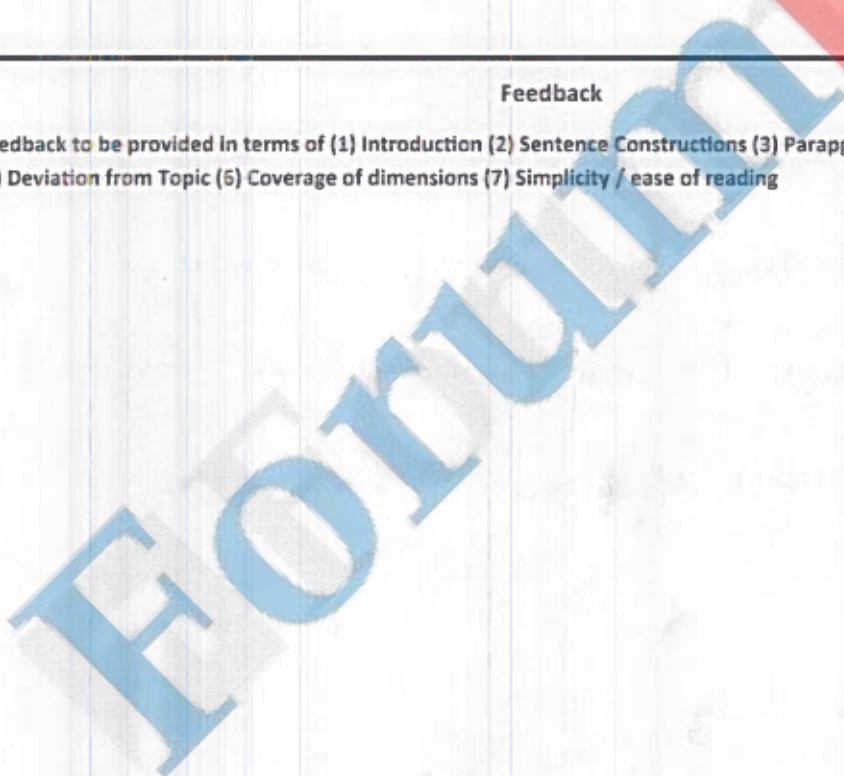 Feedback
edback to be provided in terms of (1) Introduction (2) Sentence Constructions (3) Parapg
) Deviation from Topic (6) Coverage of dimensions (7) Simplicity / ease of reading
Forum